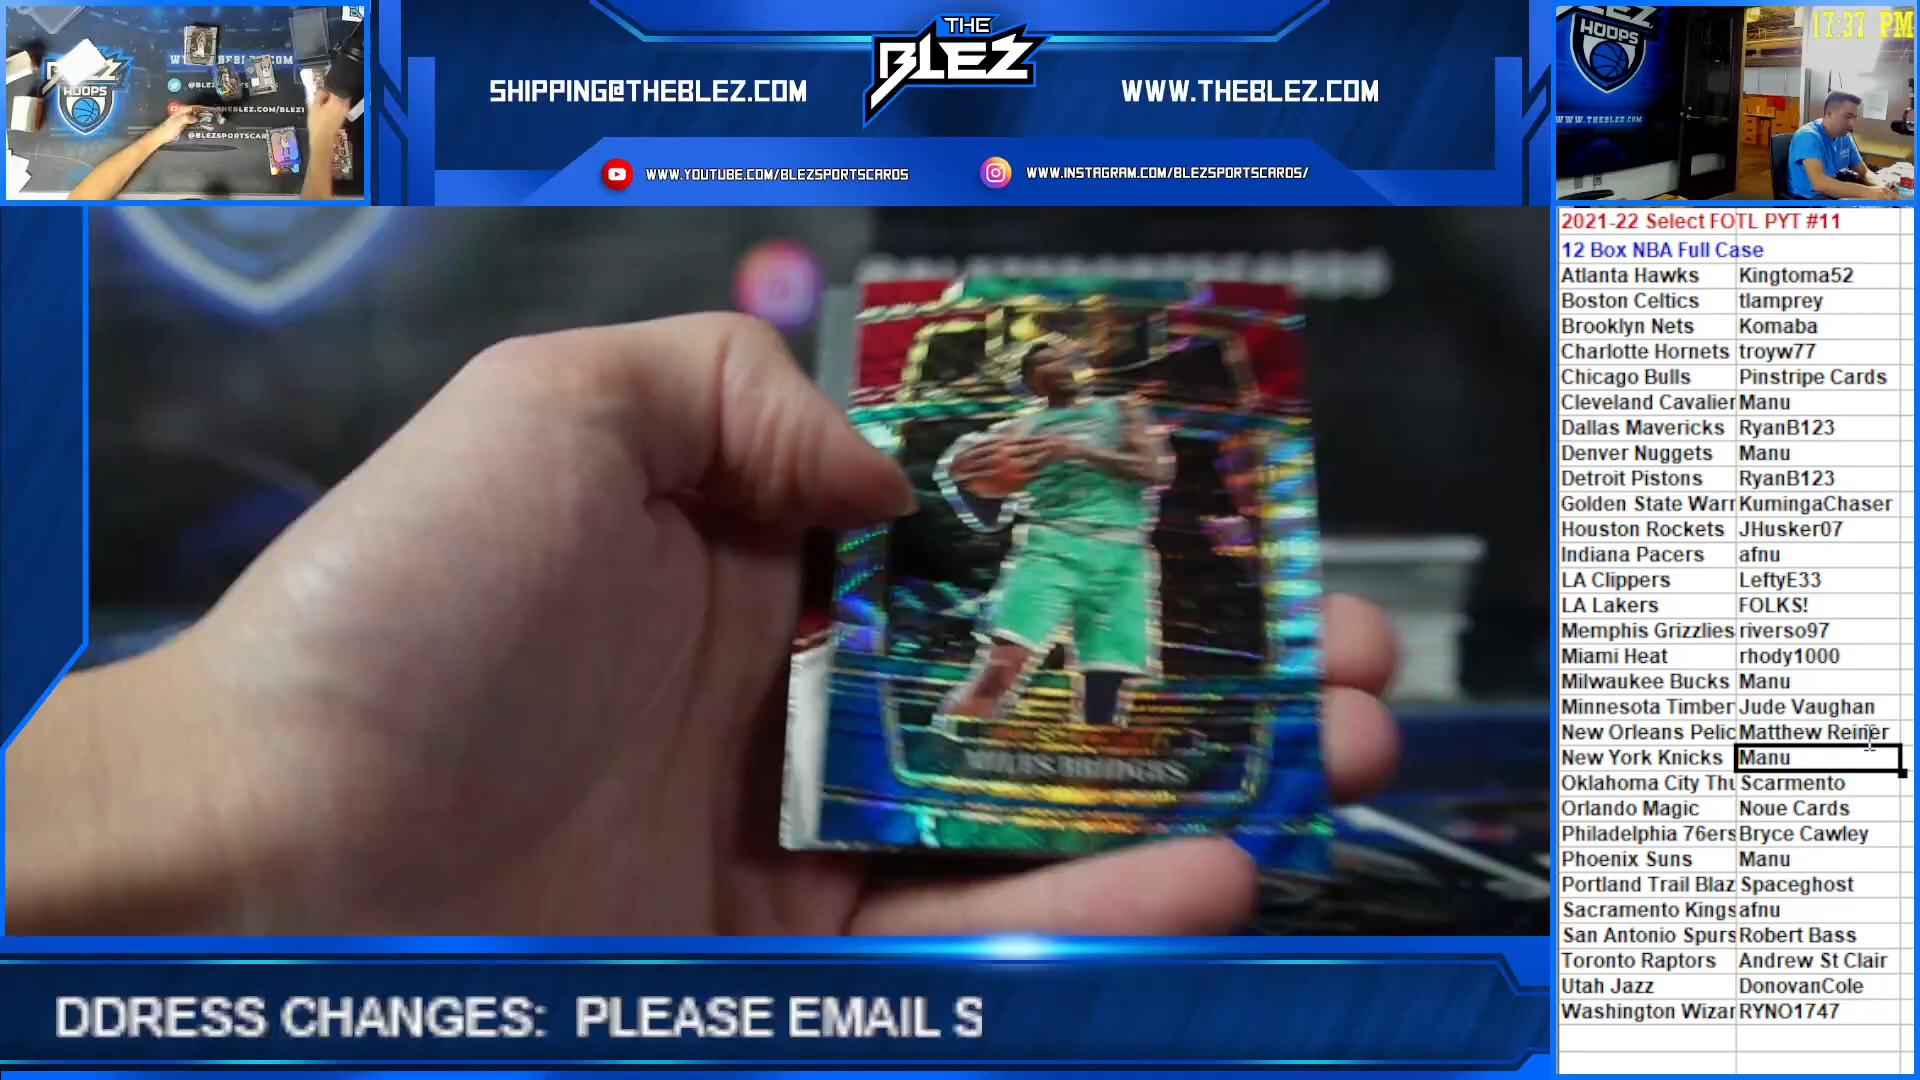 THE
BLEZ
SHIPPING@THEBLEZ.COM
WWW.THEBLEZ.COM
WWW.YOUTUBE.COM/BLEZSPORTSCARDS
WWW.INSTAGRAM.COM/BLEZSPORTSCARDS/
HOOPS
HOOPS
WWW.THEBLEZ.COM
17:37 PM
2021-22 Select FOTL PYT #11
12 Box NBA Full Case
Atlanta Hawks Kingtoma52
Boston Celtics tlamprey
Brooklyn Nets Komaba
Charlotte Hornets troyw77
Chicago Bulls Pinstripe Cards
Cleveland Cavalier Manu
Dallas Mavericks RyanB123
Denver Nuggets Manu
Detroit Pistons RyanB123
Golden State Warr KumingaChaser
Houston Rockets JHusker07
Indiana Pacers afnu
LA Clippers LeftyE33
LA Lakers FOLKS!
Memphis Grizzlies riverso97
Miami Heat rhody1000
Milwaukee Bucks Manu
Minnesota Timber Jude Vaughan
New Orleans Pelic Matthew Reiner
New York Knicks Manu
Oklahoma City Thu Scarmento
Orlando Magic Noue Cards
Philadelphia 76ers Bryce Cawley
Phoenix Suns Manu
Portland Trail Blaz Spaceghost
Sacramento Kings afnu
San Antonio Spurs Robert Bass
Toronto Raptors Andrew St Clair
Utah Jazz DonovanCole
Washington Wizar RYNO1747
DDRESS CHANGES: PLEASE EMAIL S